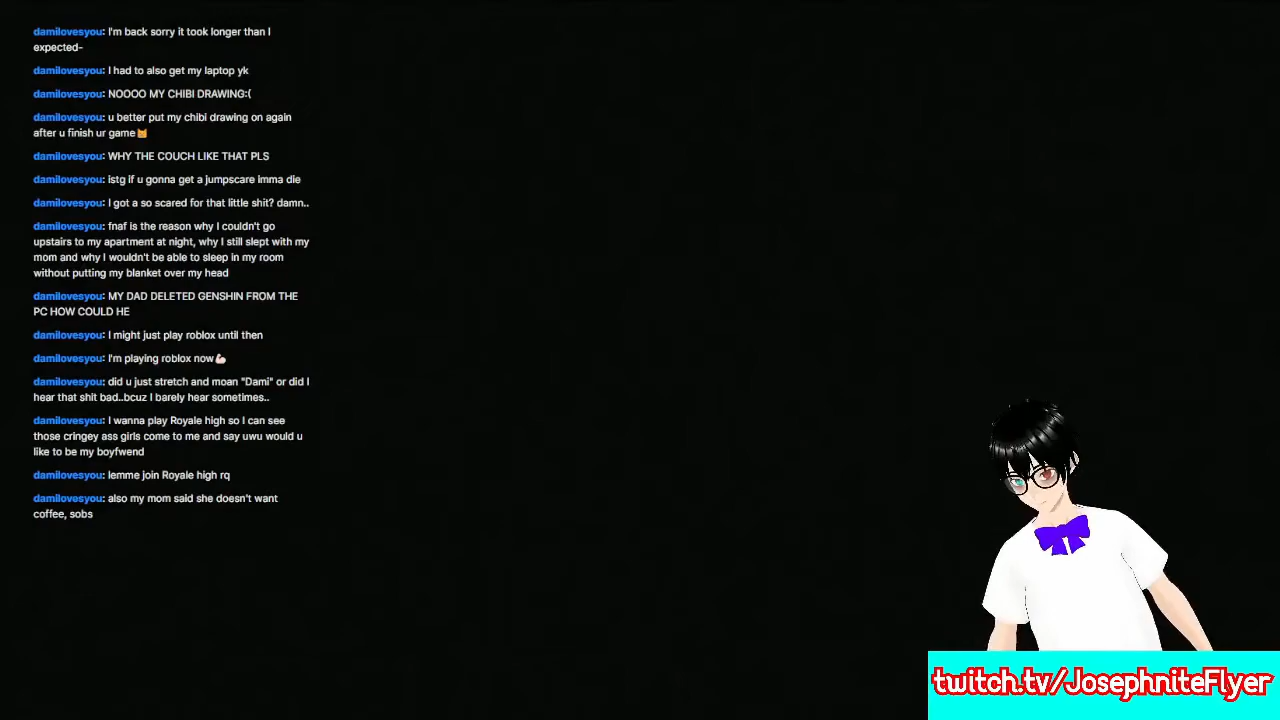 damilovesyou: I'm back sorry it took longer than I
expected-
damilovesyou: I had to also get my laptop yk
damilovesyou: NOOOO MY CHIBI DRAWING:(
damilovesyou: u better put my chibi drawing on again
after u finish ur game😾
damilovesyou: WHY THE COUCH LIKE THAT PLS
damilovesyou: istg if u gonna get a jumpscare imma die
damilovesyou: I got a so scared for that little shit? damn..
damilovesyou: fnaf is the reason why I couldn't go
upstairs to my apartment at night, why I still slept with my
mom and why I wouldn't be able to sleep in my room
without putting my blanket over my head
damilovesyou: MY DAD DELETED GENSHIN FROM THE
PC HOW COULD HE
damilovesyou: I might just play roblox until then
damilovesyou: I'm playing roblox now💪🏻
damilovesyou: did u just stretch and moan "Dami" or did I
hear that shit bad..bcuz I barely hear sometimes..
damilovesyou: I wanna play Royale high so I can see
those cringey ass girls come to me and say uwu would u
like to be my boyfwend
damilovesyou: lemme join Royale high rq
damilovesyou: also my mom said she doesn't want
coffee, sobs
twitch.tv/JosephniteFlyer